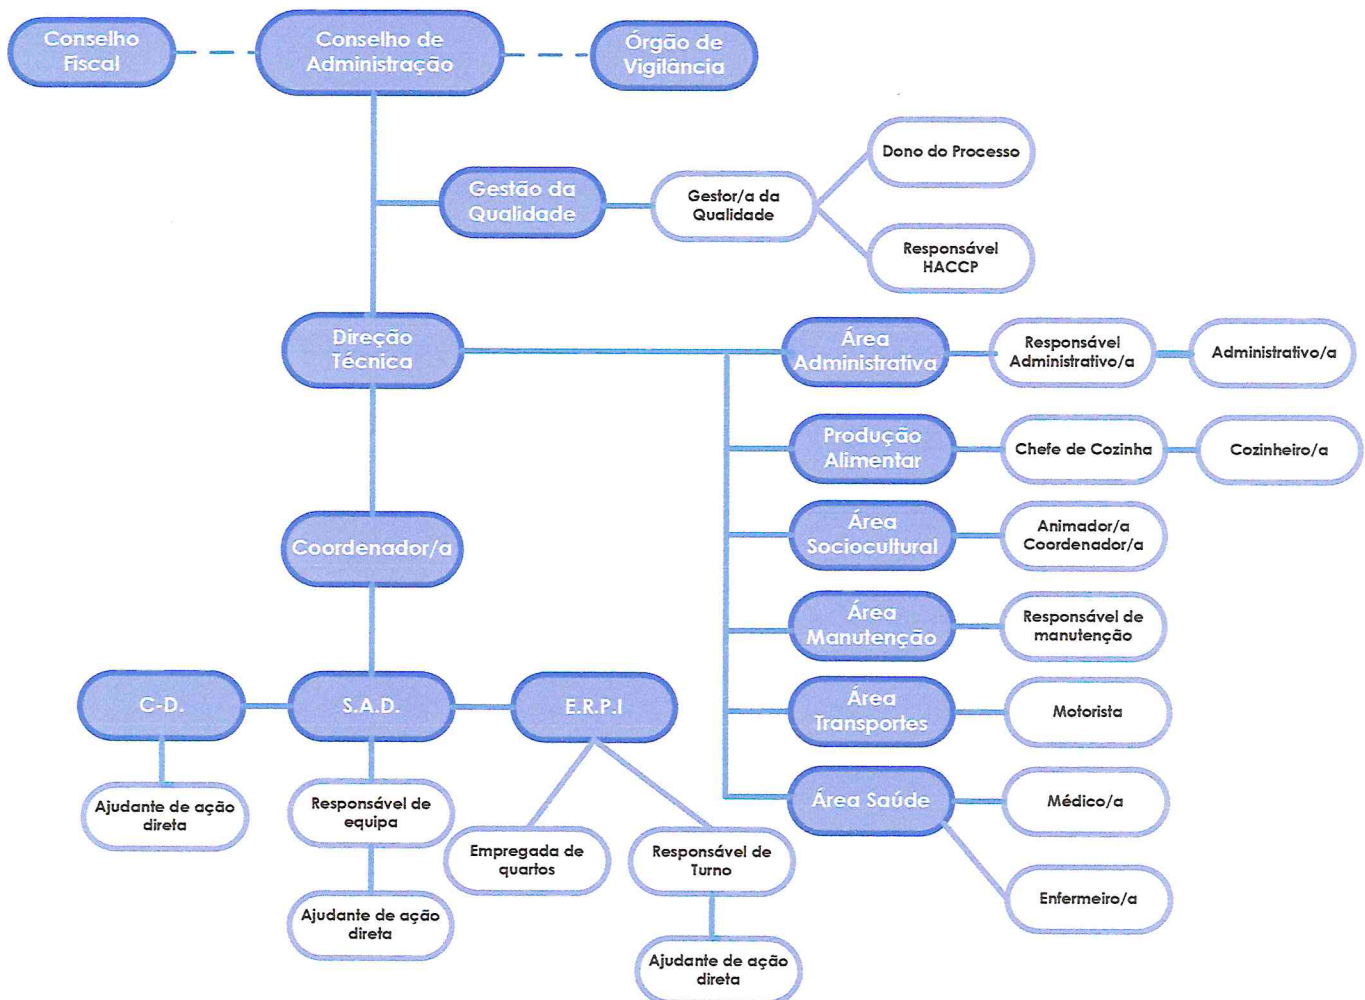 Conselho
Fiscal
Conselho de
Administração
Órgão de
Vigilância
Dono do Processo
Gestão da
Qualidade
Gestor/a da
Qualidade
Responsável
HACCP
Direção
Técnica
Área
Administrativa
Responsável
Administrativo/a
Administrativo/a
Produção
Alimentar
Chefe de Cozinha
Cozinheiro/a
Coordenador/a
Área
Sociocultural
Animador/a
Coordenador/a
Área
Manutenção
Responsável de
manutenção
C-D.
S.A.D.
E.R.P.I
Área
Transportes
Motorista
Ajudante de ação
direta
Responsável de
equipa
Área Saúde
Médico/a
Empregada de
quartos
Responsável de
Turno
Enfermeiro/a
Ajudante de ação
direta
Ajudante de ação
direta